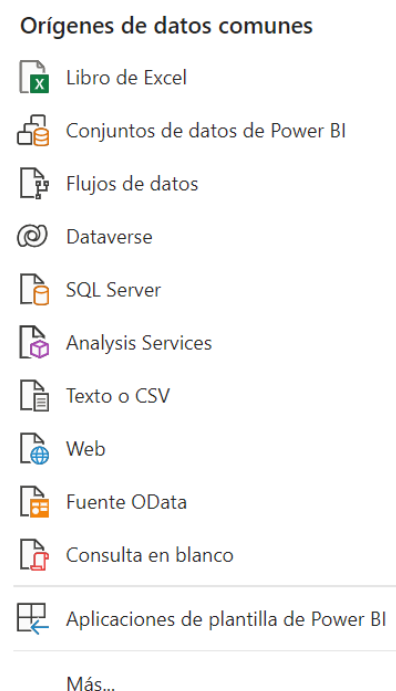 Orígenes de datos comunes
Libro de Excel
Conjuntos de datos de Power BI
Flujos de datos
Dataverse
SQL Server
Analysis Services
Texto o CSV
Web
Fuente OData
Consulta en blanco
Aplicaciones de plantilla de Power BI
Más...